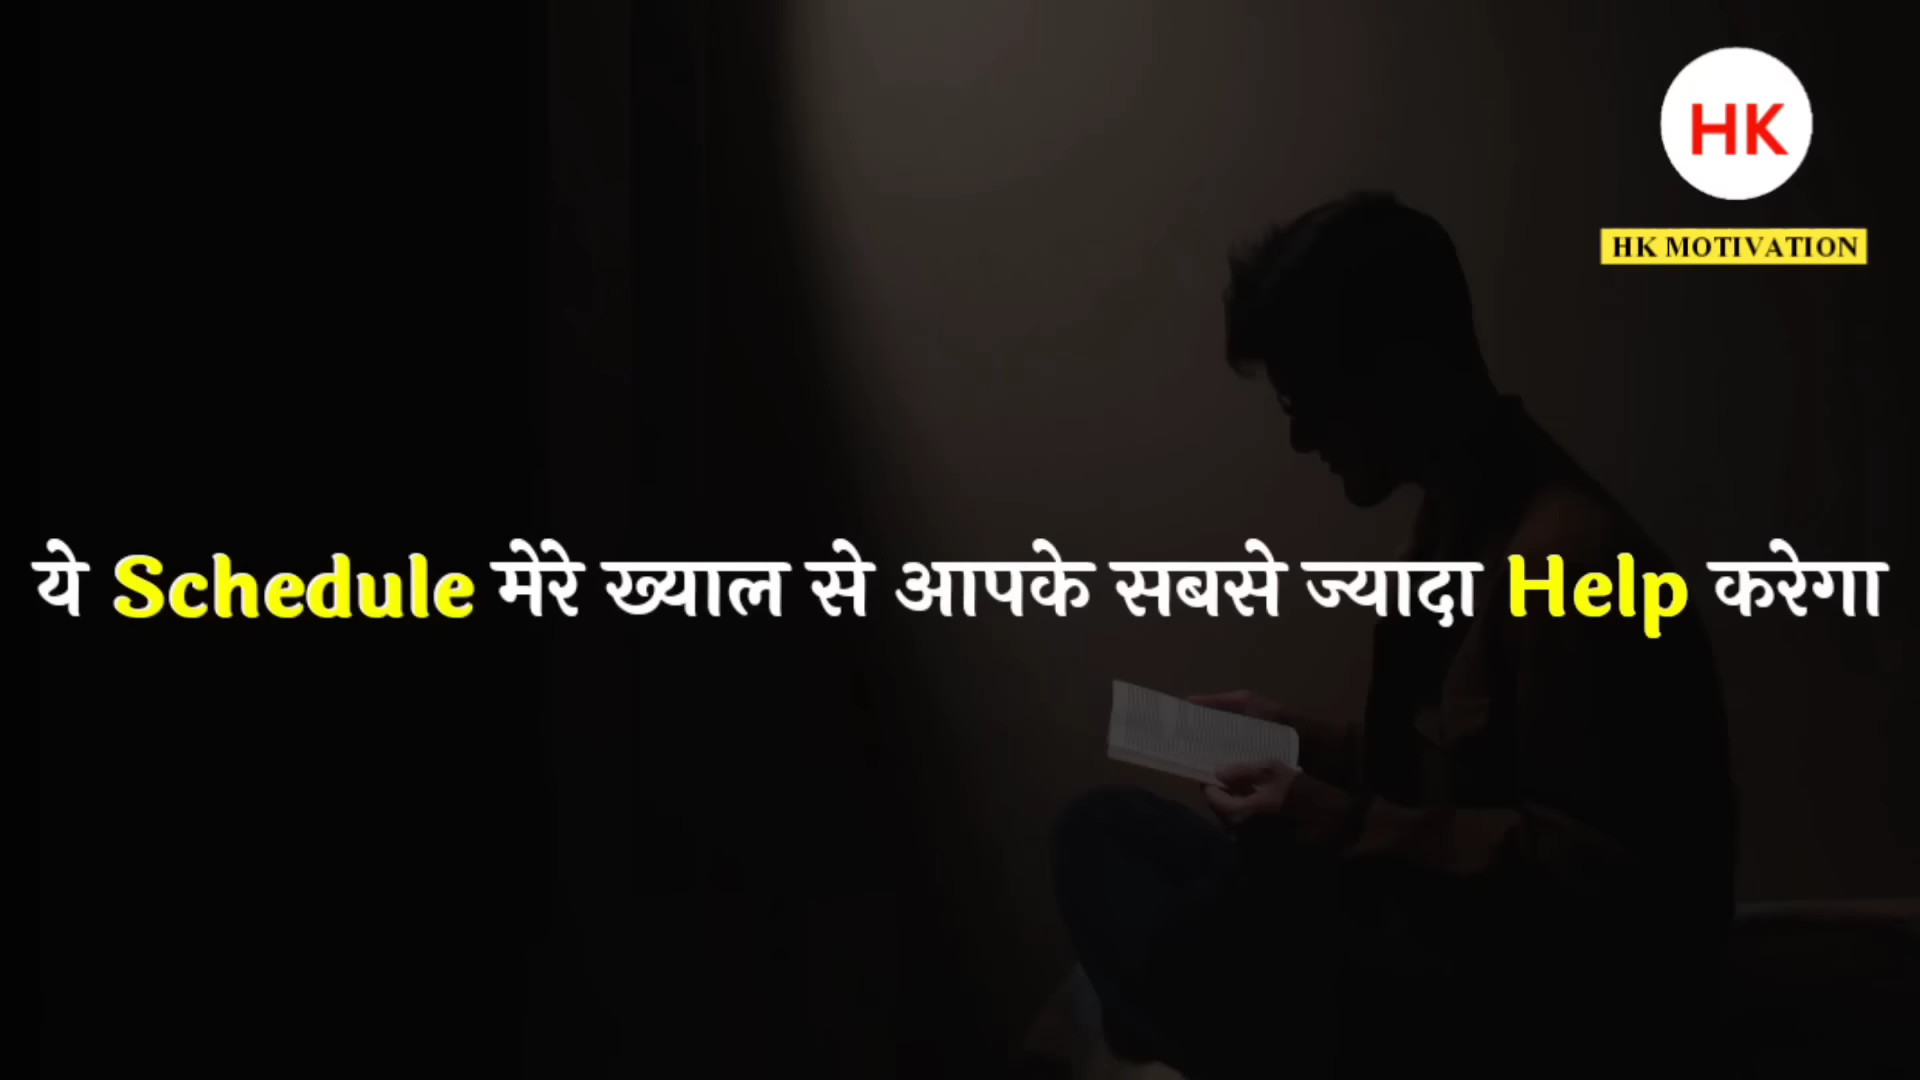 HK
HK MOTIVATION
ये Schedule मेरे ख्याल से आपके सबसे ज्यादा Help करेगा